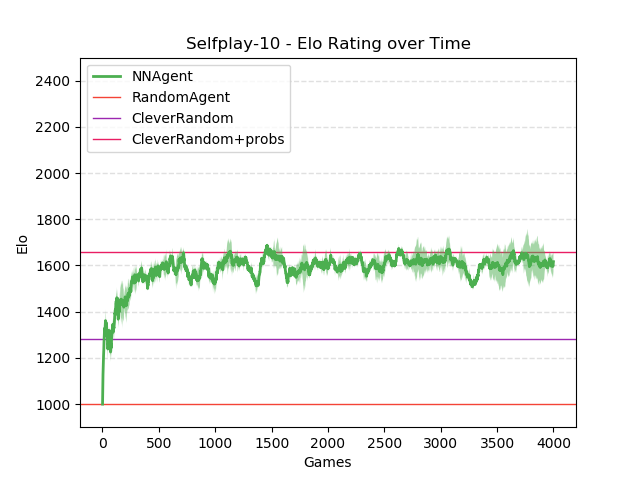 Selfplay-10 - Elo Rating over Time
NNAgent
RandomAgent
CleverRandom
CleverRandom+probs
Elo
2400
2200
2000
1800
1600
1400
1200
1000
0 500 1000 1500 2000 2500 3000 3500 4000
Games